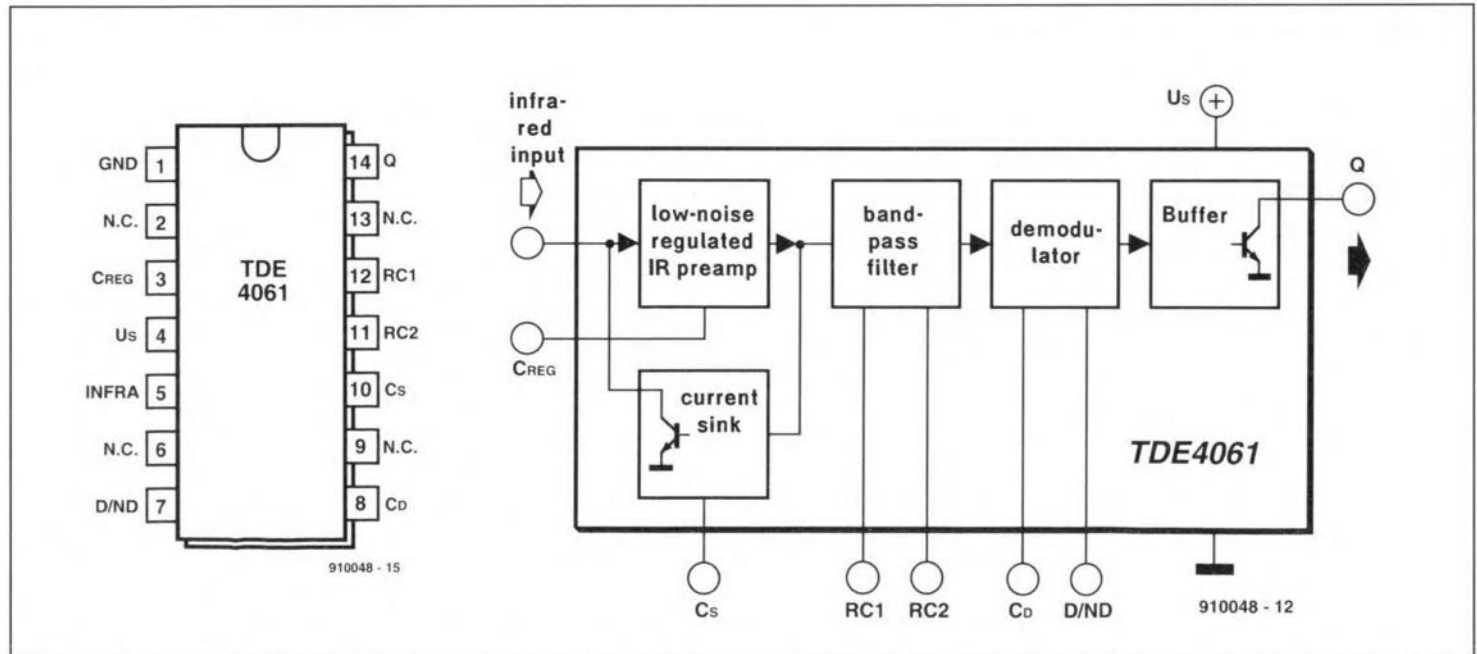 GND 1
N.C. 2
CREG 3
US 4
INFRA 5
N.C. 6
D/ND 7
TDE
4061
14 Q
13 N.C.
12 RC1
11 RC2
10 CS
9 N.C.
8 CD
910048 - 15
infra-
red
input
CREG
low-noise
regulated
IR preamp
current
sink
band-
pass
filter
demodu-
lator
Buffer
US +
Q
TDE4061
CS
RC1
RC2
CD
D/ND
910048 - 12